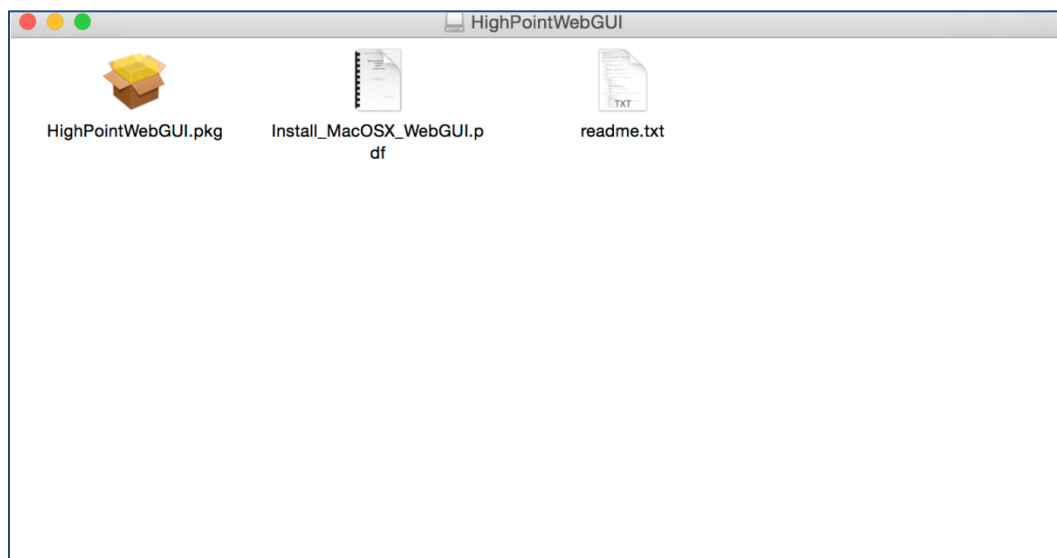 HighPointWebGUI
HighPointWebGUI.pkg
Install_MacOSX_WebGUI.p
df
TXT
readme.txt